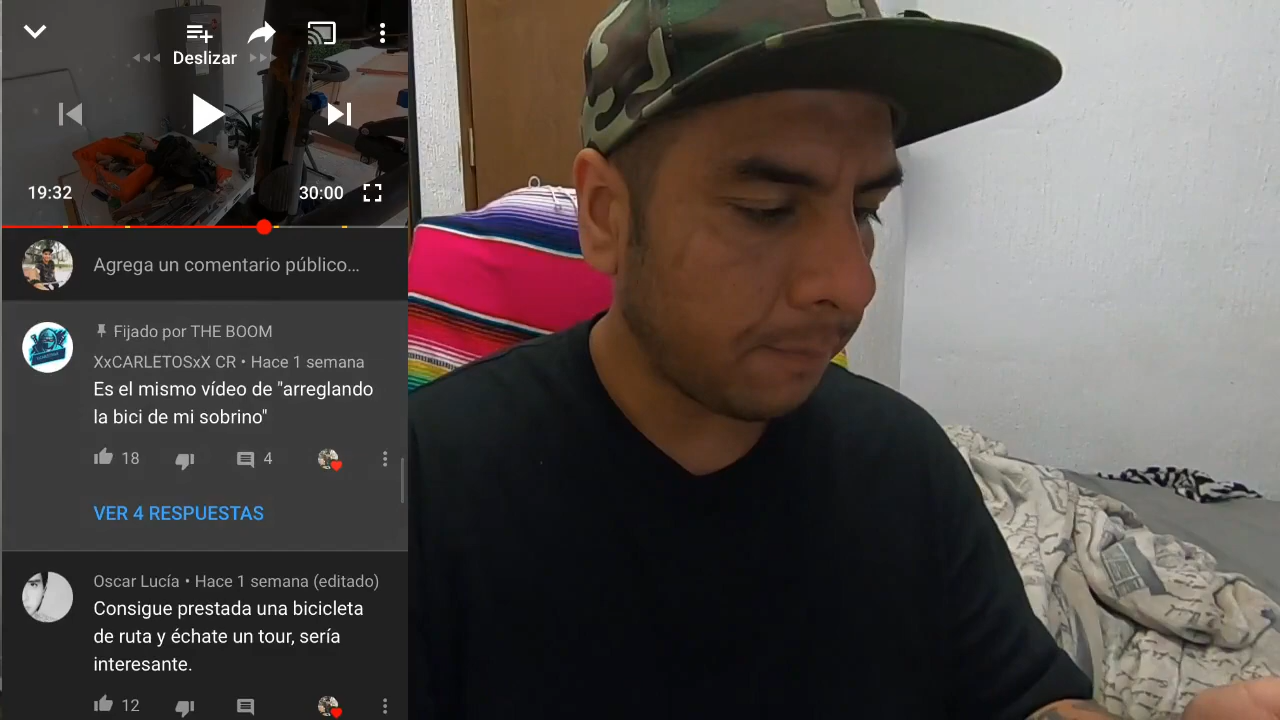 Deslizar
19:32
30:00
Agrega un comentario público...
Fijado por THE BOOM
XxCARLETOSxX CR • Hace 1 semana
Es el mismo vídeo de "arreglando
la bici de mi sobrino"
18
4
VER 4 RESPUESTAS
Oscar Lucía • Hace 1 semana (editado)
Consigue prestada una bicicleta
de ruta y échate un tour, sería
interesante.
12